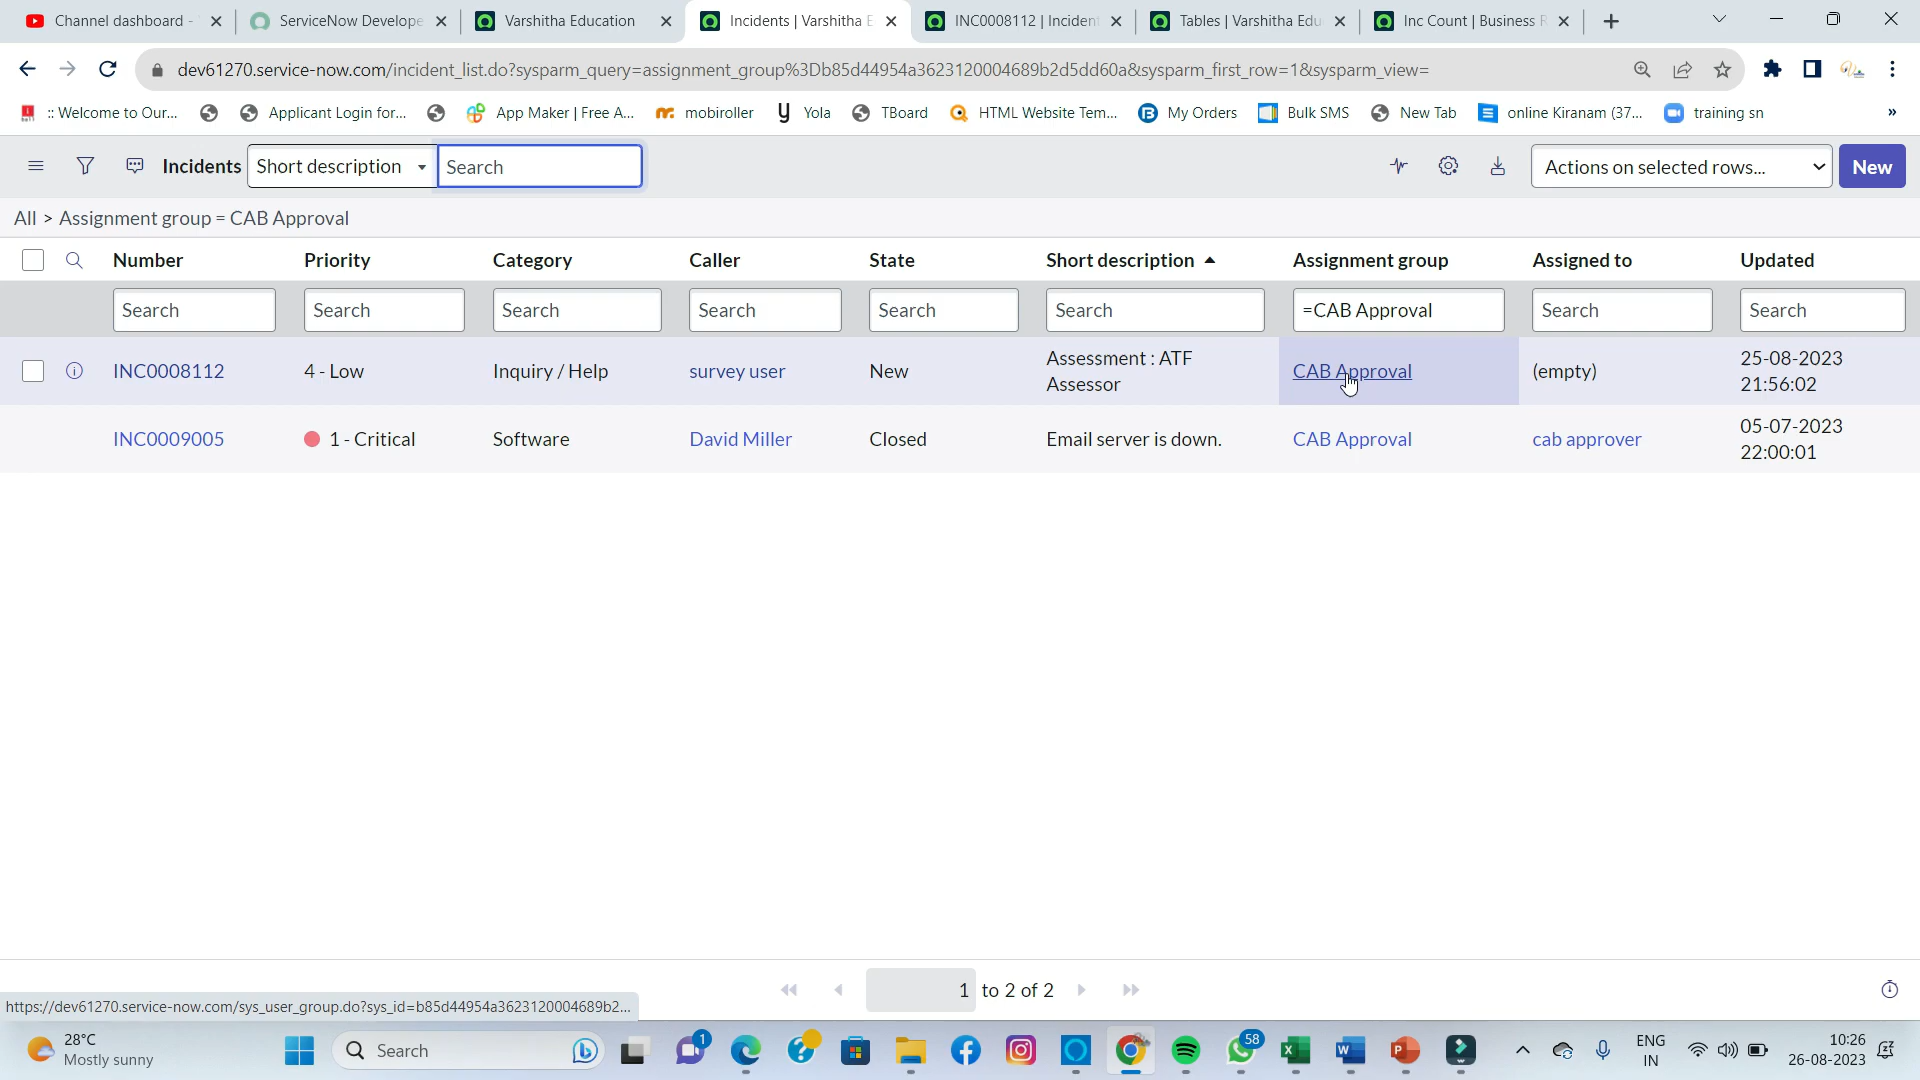 Channel dashboard -
ServiceNow Develope
Varshitha Education
Incidents | Varshitha E
INC0008112 | Incident
Tables | Varshitha Edu
Inc Count | Business R
dev61270.service-now.com/incident_list.do?sysparm_query=assignment_group%3Db85d44954a3623120004689b2d5dd60a&sysparm_first_row=1&sysparm_view=
:: Welcome to Our...
Applicant Login for...
App Maker | Free A...
mobiroller
Yola
TBoard
HTML Website Tem...
My Orders
Bulk SMS
New Tab
online Kiranam (37...
training sn
»
Incidents Short description Search
Actions on selected rows... New
All > Assignment group = CAB Approval
Number Priority Category Caller State Short description Assignment group Assigned to Updated
Search Search Search Search Search Search =CAB Approval Search Search
INC0008112 4 - Low Inquiry / Help survey user New Assessment : ATF Assessor CAB Approval (empty) 25-08-2023 21:56:02
INC0009005 1 - Critical Software David Miller Closed Email server is down. CAB Approval cab approver 05-07-2023 22:00:01
1 to 2 of 2
https://dev61270.service-now.com/sys_user_group.do?sys_id=b85d44954a3623120004689b2...
28°C
Mostly sunny
Search
1
58
ENG
IN
10:26
26-08-2023